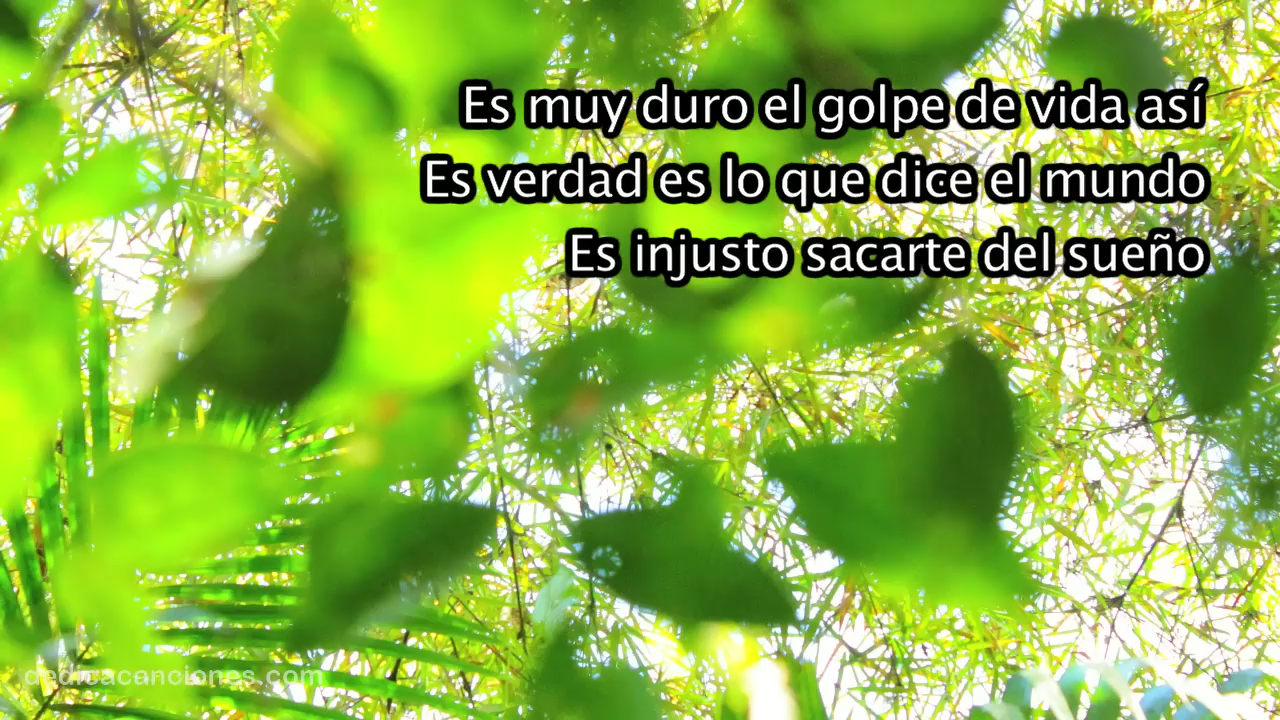 Es muy duro el golpe de vida así
Es verdad es lo que dice el mundo
Es injusto sacarte del sueño
dedicacanciones.com